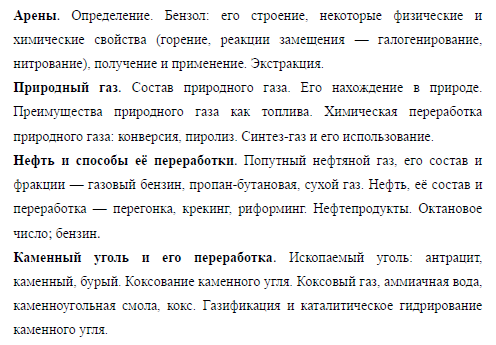 Арены. Определение. Бензол: его строение, некоторые физические и
химические свойства (горение, реакции замещения — галогенирование,
нитрование), получение и применение. Экстракция.
Природный газ. Состав природного газа. Его нахождение в природе.
Преимущества природного газа как топлива. Химическая переработка
природного газа: конверсия, пиролиз. Синтез-газ и его использование.
Нефть и способы её переработки. Попутный нефтяной газ, его состав и
фракции — газовый бензин, пропан-бутановая, сухой газ. Нефть, её состав и
переработка — перегонка, крекинг, риформинг. Нефтепродукты. Октановое
число; бензин.
Каменный уголь и его переработка. Ископаемый уголь: антрацит,
каменный, бурый. Коксование каменного угля. Коксовый газ, аммиачная вода,
каменноугольная смола, кокс. Газификация и каталитическое гидрирование
каменного угля.